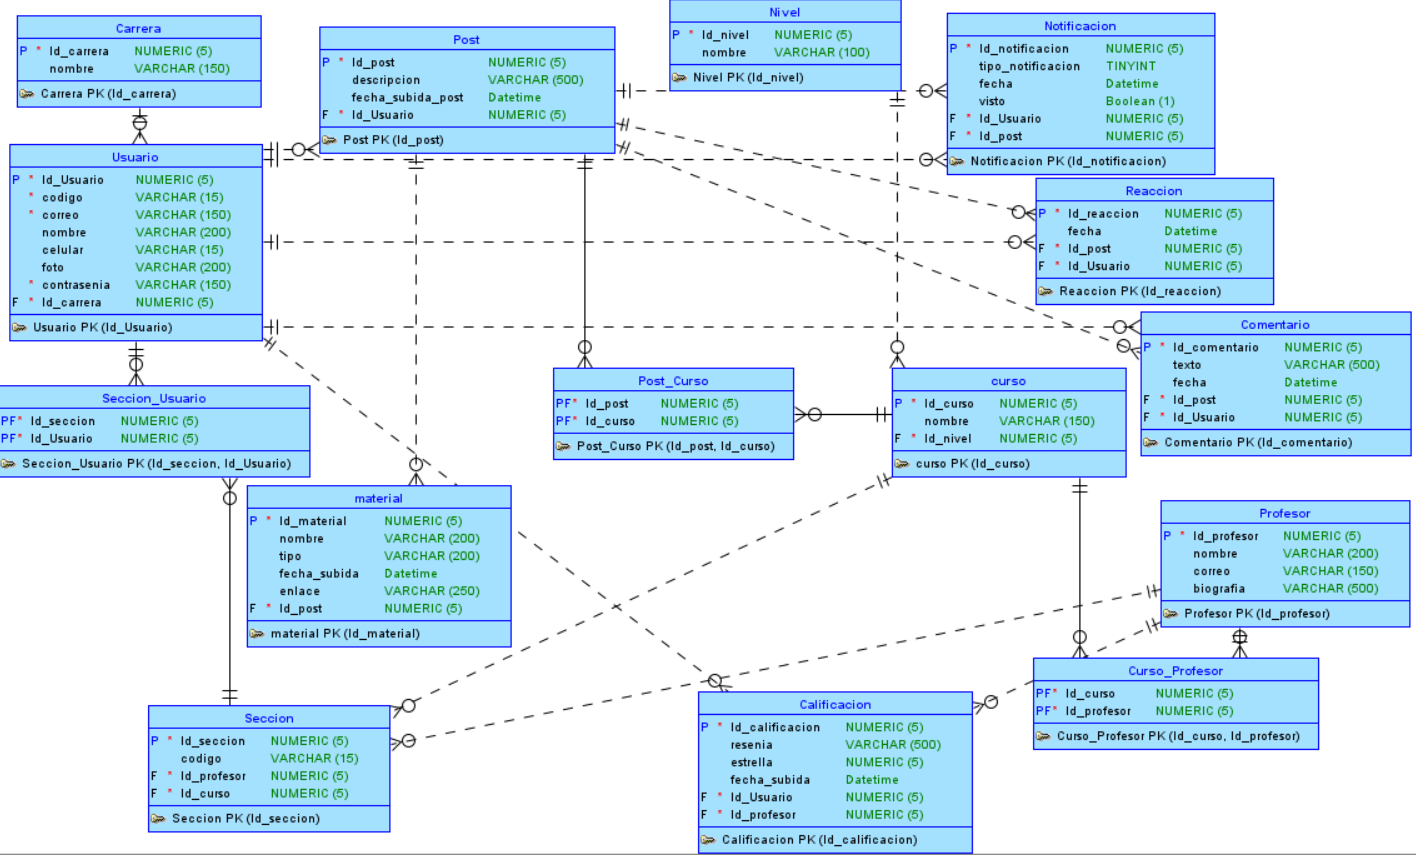 Carrera
P * Id_carrera NUMERIC (5)
nombre VARCHAR (150)
Carrera PK (Id_carrera)
Post
P * Id_post NUMERIC (5)
descripcion VARCHAR (500)
fecha_subida_post Datetime
F * Id_Usuario NUMERIC (5)
Post PK (Id_post)
Nivel
P * Id_nivel NUMERIC (5)
nombre VARCHAR (100)
Nivel PK (Id_nivel)
Notificacion
P * Id_notificacion NUMERIC (5)
tipo_notificacion TINYINT
fecha Datetime
visto Boolean (1)
F * Id_Usuario NUMERIC (5)
F * Id_post NUMERIC (5)
Notificacion PK (Id_notificacion)
Usuario
P * Id_Usuario NUMERIC (5)
* codigo VARCHAR (15)
* correo VARCHAR (150)
nombre VARCHAR (200)
celular VARCHAR (15)
foto VARCHAR (200)
* contrasenia VARCHAR (150)
F * Id_carrera NUMERIC (5)
Usuario PK (Id_Usuario)
Reaccion
P * Id_reaccion NUMERIC (5)
fecha Datetime
F * Id_post NUMERIC (5)
F * Id_Usuario NUMERIC (5)
Reaccion PK (Id_reaccion)
Comentario
P * Id_comentario NUMERIC (5)
texto VARCHAR (500)
fecha Datetime
F * Id_post NUMERIC (5)
F * Id_Usuario NUMERIC (5)
Comentario PK (Id_comentario)
Seccion_Usuario
PF* Id_seccion NUMERIC (5)
PF* Id_Usuario NUMERIC (5)
Seccion_Usuario PK (Id_seccion, Id_Usuario)
Post_Curso
PF* Id_post NUMERIC (5)
PF* Id_curso NUMERIC (5)
Post_Curso PK (Id_post, Id_curso)
curso
P * Id_curso NUMERIC (5)
nombre VARCHAR (150)
F * Id_nivel NUMERIC (5)
curso PK (Id_curso)
material
P * Id_material NUMERIC (5)
nombre VARCHAR (200)
tipo VARCHAR (200)
fecha_subida Datetime
enlace VARCHAR (250)
F * Id_post NUMERIC (5)
material PK (Id_material)
Profesor
P * Id_profesor NUMERIC (5)
nombre VARCHAR (200)
correo VARCHAR (150)
biografia VARCHAR (500)
Profesor PK (Id_profesor)
Curso_Profesor
PF* Id_curso NUMERIC (5)
PF* Id_profesor NUMERIC (5)
Curso_Profesor PK (Id_curso, Id_profesor)
Seccion
P * Id_seccion NUMERIC (5)
codigo VARCHAR (15)
F * Id_profesor NUMERIC (5)
F * Id_curso NUMERIC (5)
Seccion PK (Id_seccion)
Calificacion
P * Id_calificacion NUMERIC (5)
resenia VARCHAR (500)
estrella NUMERIC (5)
fecha_subida Datetime
F * Id_Usuario NUMERIC (5)
F * Id_profesor NUMERIC (5)
Calificacion PK (Id_calificacion)